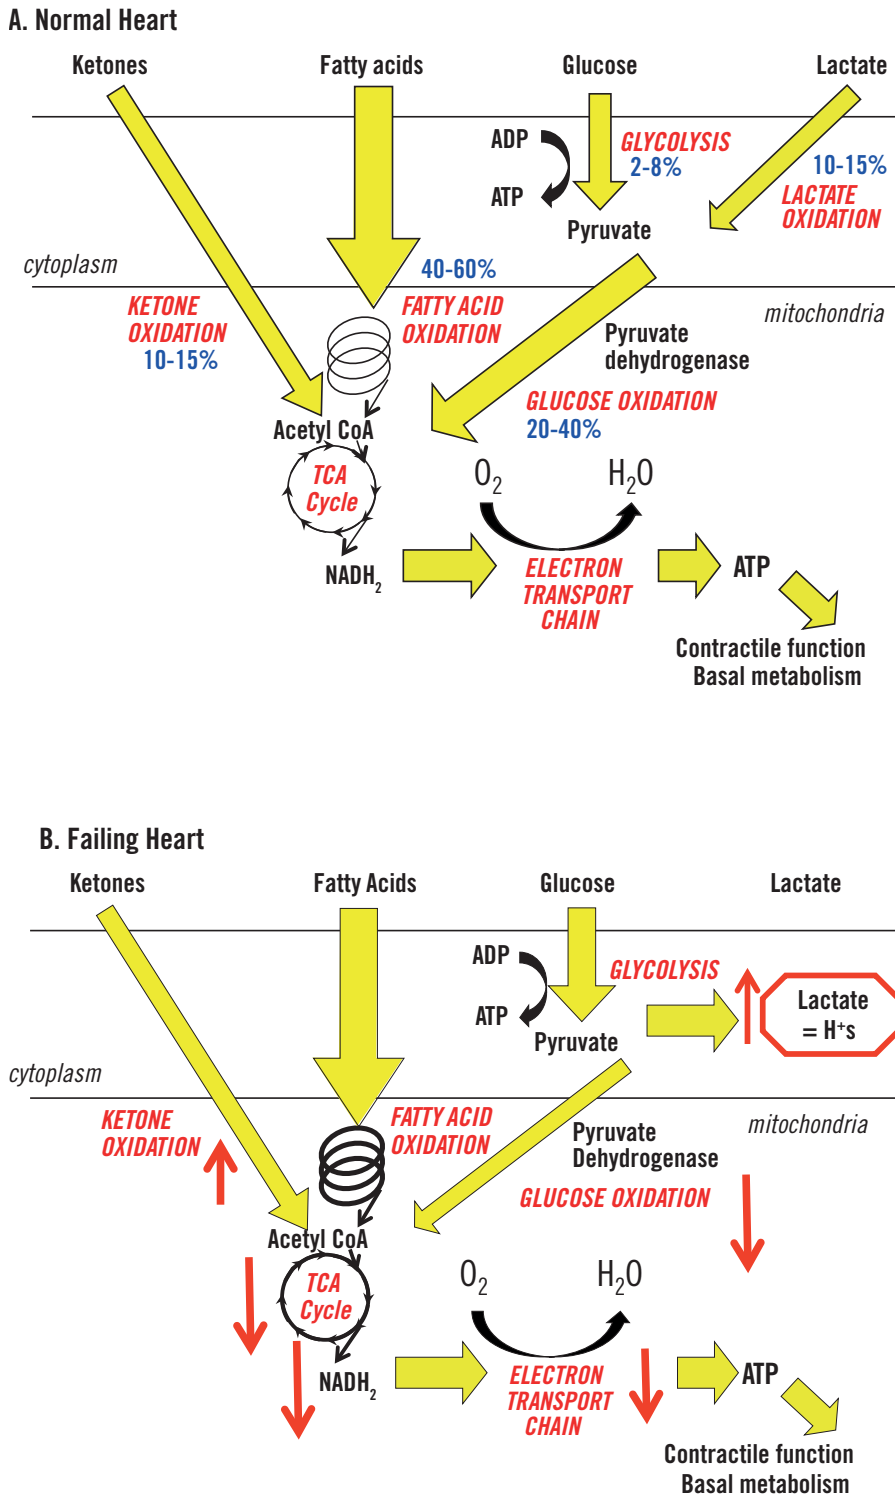 A. Normal Heart
Ketones
Fatty acids
Glucose
Lactate
ADP
ATP
GLYCOLYSIS
2-8%
10-15%
LACTATE
OXIDATION
Pyruvate
cytoplasm
40-60%
mitochondria
KETONE
OXIDATION
10-15%
FATTY ACID
OXIDATION
Pyruvate
dehydrogenase
GLUCOSE OXIDATION
20-40%
Acetyl CoA
TCA
Cycle
O₂
H₂O
NADH₂
ELECTRON
TRANSPORT
CHAIN
ATP
Contractile function
Basal metabolism
B. Failing Heart
Ketones
Fatty Acids
Glucose
Lactate
ADP
ATP
GLYCOLYSIS
Pyruvate
Lactate
= H⁺s
cytoplasm
mitochondria
KETONE
OXIDATION
FATTY ACID
OXIDATION
Pyruvate
Dehydrogenase
GLUCOSE OXIDATION
Acetyl CoA
TCA
Cycle
O₂
H₂O
NADH₂
ELECTRON
TRANSPORT
CHAIN
ATP
Contractile function
Basal metabolism